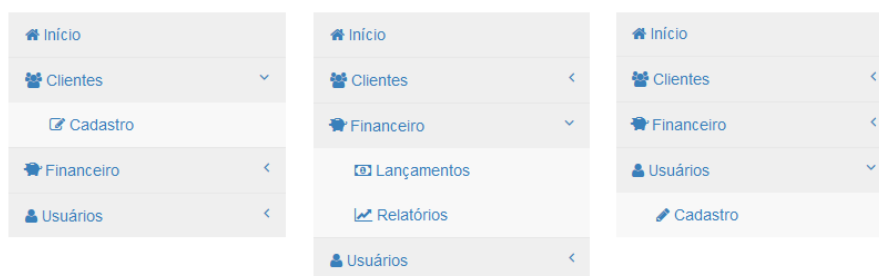 Início
Clientes
Cadastro
Financeiro
Usuários
Início
Clientes
Financeiro
Lançamentos
Relatórios
Usuários
Início
Clientes
Financeiro
Usuários
Cadastro